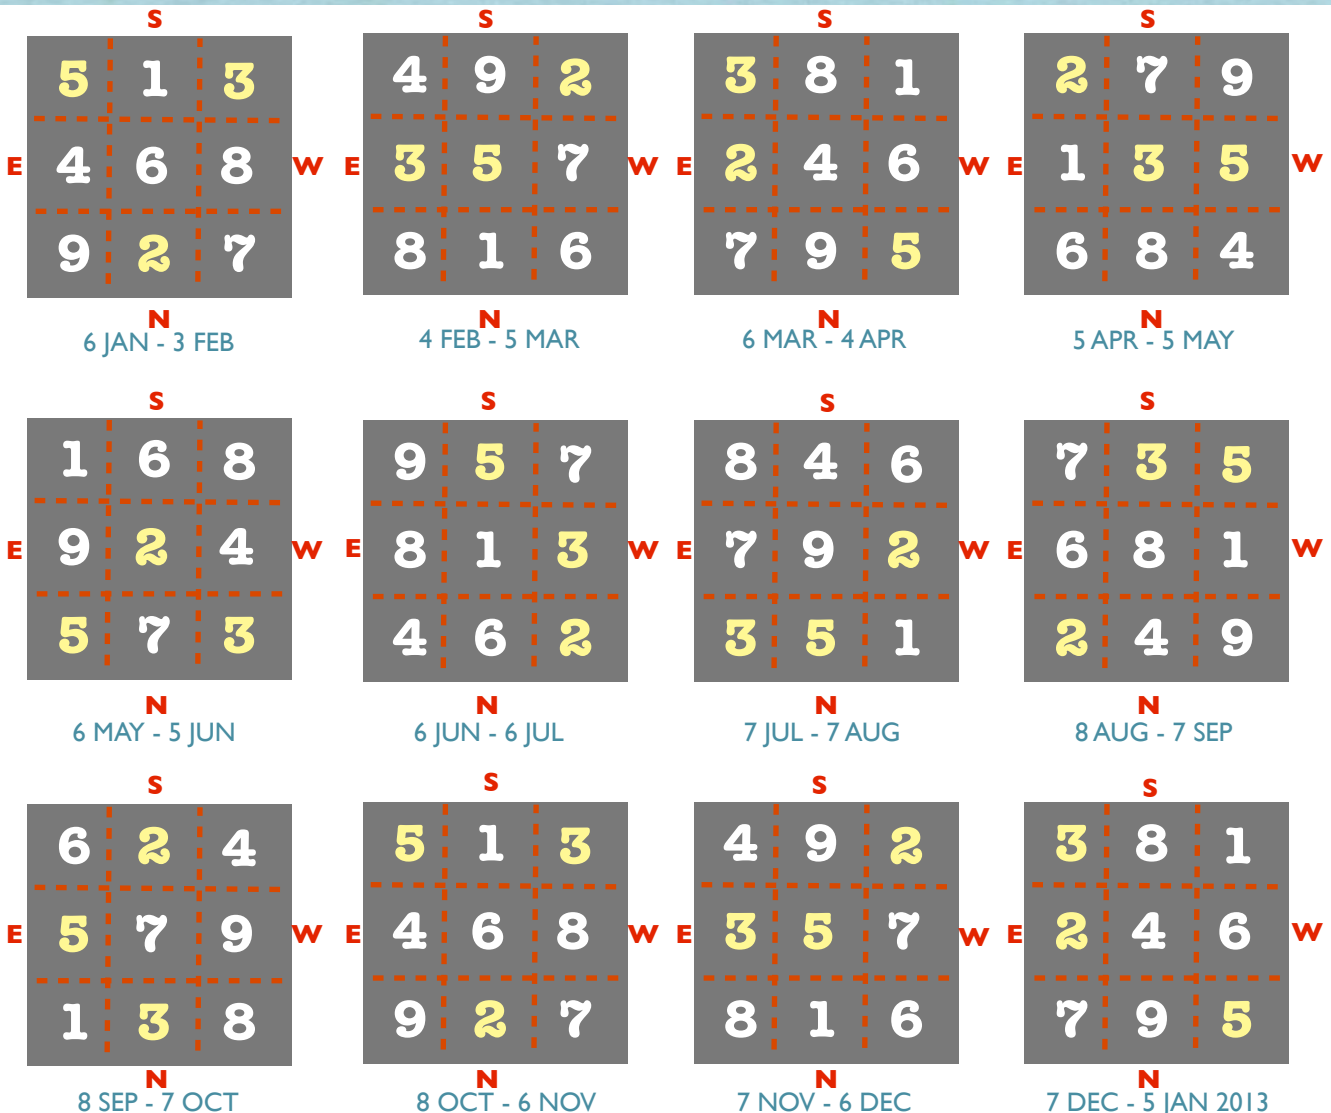 S S S
5 1 3 4 9 2 3 8 1 2 7 9
E 4 6 8 W E 3 5 7 W E 2 4 6 W E 1 3 5 W
9 2 7 8 1 6 7 9 5 6 8 4
N N N N
6 JAN - 3 FEB 4 FEB - 5 MAR 6 MAR - 4 APR 5 APR - 5 MAY
S S S S
1 6 8 9 5 7 8 4 6 7 3 5
E 9 2 4 W E 8 1 3 W E 7 9 2 W E 6 8 1 W
5 7 3 4 6 2 3 5 1 2 4 9
N N N N
6 MAY - 5 JUN 6 JUN - 6 JUL 7 JUL - 7 AUG 8 AUG - 7 SEP
S S S S
6 2 4 5 1 3 4 9 2 3 8 1
E 5 7 9 W E 4 6 8 W E 3 5 7 W E 2 4 6 W
1 3 8 9 2 7 8 1 6 7 9 5
N N N N
8 SEP - 7 OCT 8 OCT - 6 NOV 7 NOV - 6 DEC 7 DEC - 5 JAN 2013